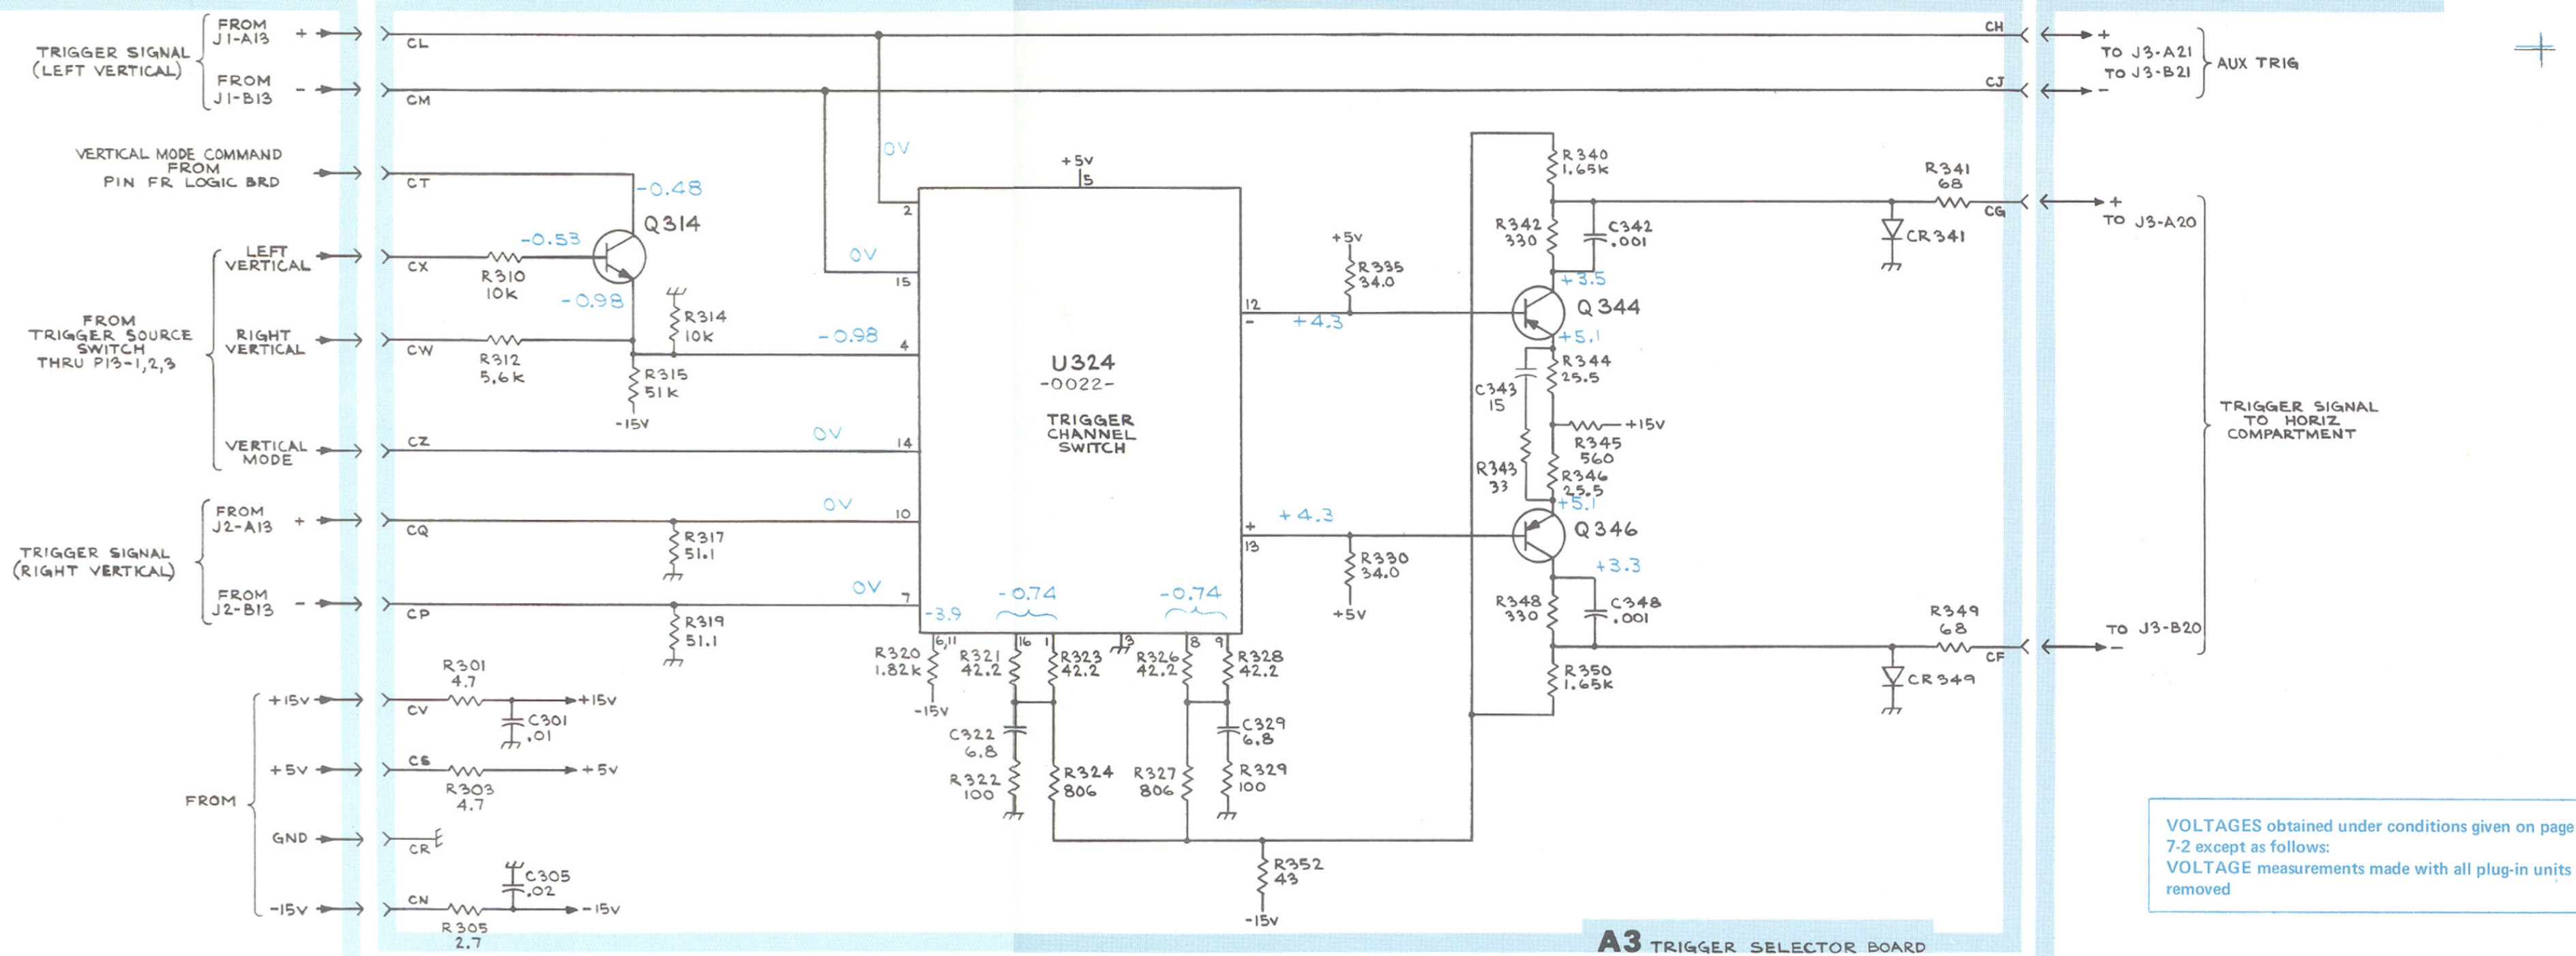 FROM
J1-A13
+
CL
TRIGGER SIGNAL
(LEFT VERTICAL)
FROM
J1-B13
-
CM
CH
+
TO J3-A21
TO J3-B21
AUX TRIG
CJ
-
VERTICAL MODE COMMAND
FROM
PIN FR LOGIC BRD
CT
-0.48
Q314
LEFT
VERTICAL
CX
R310
10K
-0.53
-0.98
FROM
TRIGGER SOURCE
SWITCH
THRU P13-1,2,3
RIGHT
VERTICAL
CW
R312
5.6K
R314
10K
R315
51K
-15V
-0.98
4
VERTICAL
MODE
CZ
0V
14
TRIGGER SIGNAL
(RIGHT VERTICAL)
FROM
J2-A13
+
CQ
R317
51.1
0V
10
FROM
J2-B13
-
CP
R319
51.1
0V
7
0V
2
0V
15
+5V
5
U324
-0022-
TRIGGER
CHANNEL
SWITCH
12
-
+
13
-3.9
-0.74
-0.74
6,11
16
1
3
8
9
R320
1.82K
-15V
R321
42.2
R323
42.2
R326
42.2
R328
42.2
C322
6.8
C329
6.8
R322
100
R324
806
R327
806
R329
100
R352
43
-15V
+5V
R335
34.0
+4.3
+4.3
R330
34.0
+5V
R340
1.65K
R342
330
C342
.001
+3.5
Q344
+5.1
R344
25.5
C343
15
+15V
R345
560
R343
33
R346
25.5
+5.1
Q346
+3.3
R348
330
C348
.001
R350
1.65K
R341
68
CG
CR341
+
TO J3-A20
TRIGGER SIGNAL
TO HORIZ
COMPARTMENT
R349
68
CF
CR349
TO J3-B20
-
FROM
+15V
CV
R301
4.7
+15V
C301
.01
+5V
CS
R303
4.7
+5V
GND
CR
-15V
CN
R305
2.7
C305
.02
-15V
VOLTAGES obtained under conditions given on page
7-2 except as follows:
VOLTAGE measurements made with all plug-in units
removed
A3 TRIGGER SELECTOR BOARD